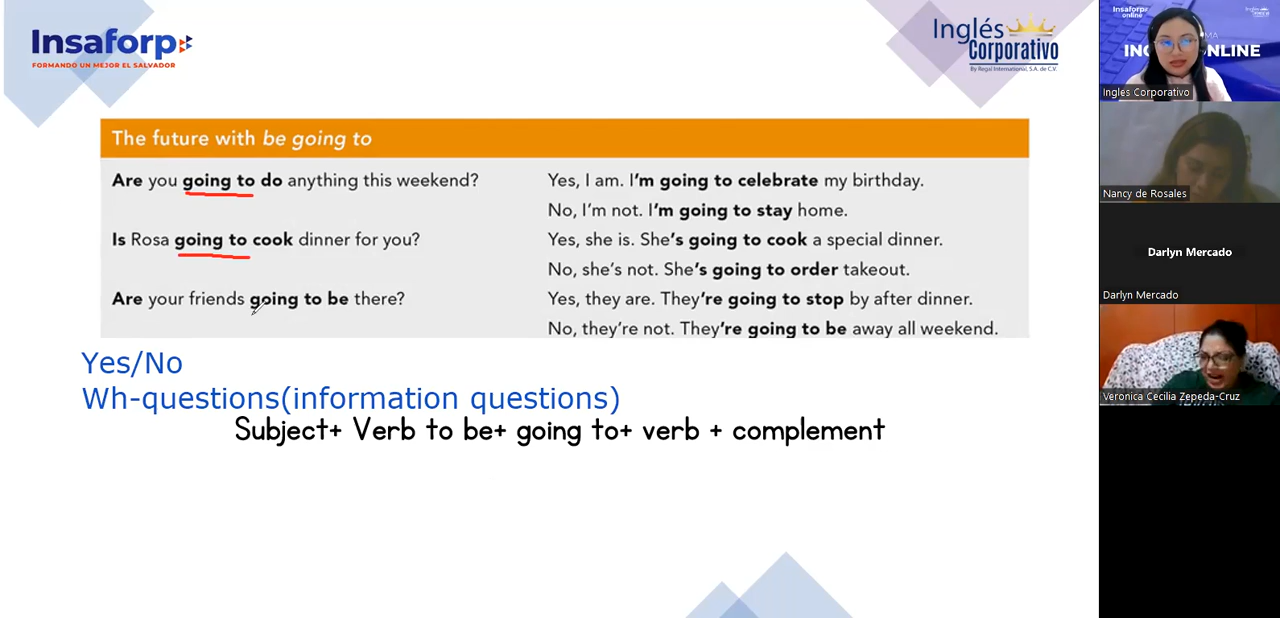 Insaforp
FORMANDO UN MEJOR EL SALVADOR
Inglés
Corporativo
By Regal International, S.A. de C.V.
The future with be going to
Are you going to do anything this weekend? Yes, I am. I'm going to celebrate my birthday.
No, I'm not. I'm going to stay home.
Is Rosa going to cook dinner for you? Yes, she is. She's going to cook a special dinner.
No, she's not. She's going to order takeout.
Are your friends going to be there? Yes, they are. They're going to stop by after dinner.
No, they're not. They're going to be away all weekend.
Yes/No
Wh-questions(information questions)
Subject+ Verb to be+ going to+ verb + complement
Insaforp
online
NLINE
Ingles Corporativo
Nancy de Rosales
Darlyn Mercado
Darlyn Mercado
Veronica Cecilia Zepeda-Cruz